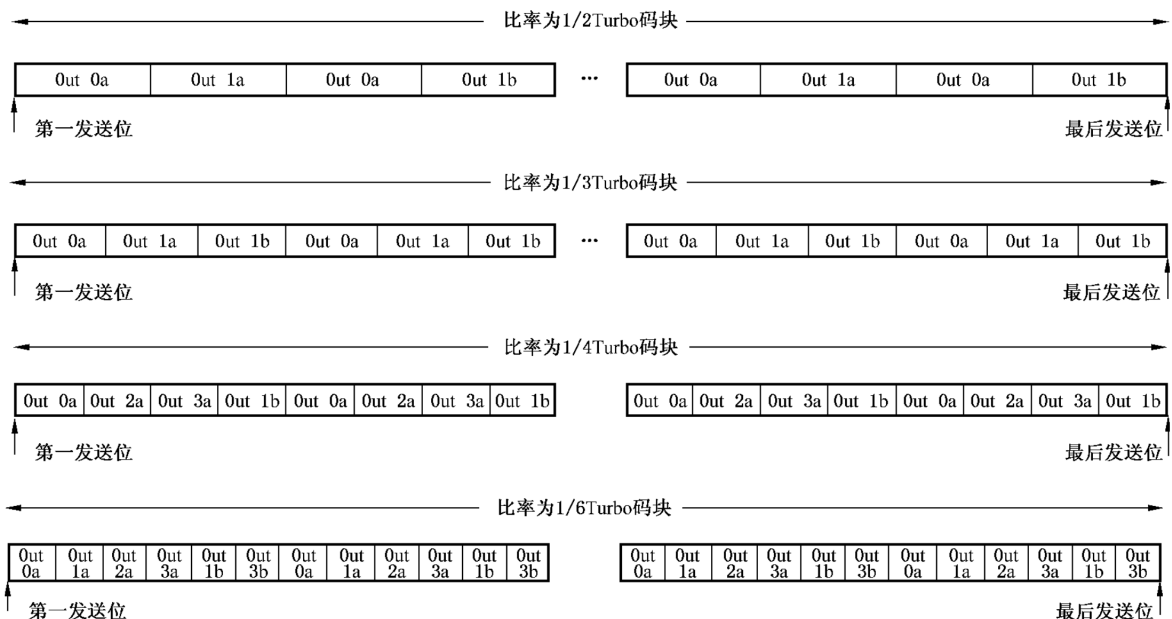 比率为1/2Turbo码块
Out 0a Out 1a Out 0a Out 1b … Out 0a Out 1a Out 0a Out 1b
第一发送位 最后发送位
比率为1/3Turbo码块
Out 0a Out 1a Out 1b Out 0a Out 1a Out 1b … Out 0a Out 1a Out 1b Out 0a Out 1a Out 1b
第一发送位 最后发送位
比率为1/4Turbo码块
Out 0a Out 2a Out 3a Out 1b Out 0a Out 2a Out 3a Out 1b Out 0a Out 2a Out 3a Out 1b Out 0a Out 2a Out 3a Out 1b
第一发送位 最后发送位
比率为1/6Turbo码块
Out Out Out Out Out Out Out Out Out Out Out Out Out Out Out Out Out Out Out Out Out Out Out Out
0a 1a 2a 3a 1b 3b 0a 1a 2a 3a 1b 3b 0a 1a 2a 3a 1b 3b 0a 1a 2a 3a 1b 3b
第一发送位 最后发送位